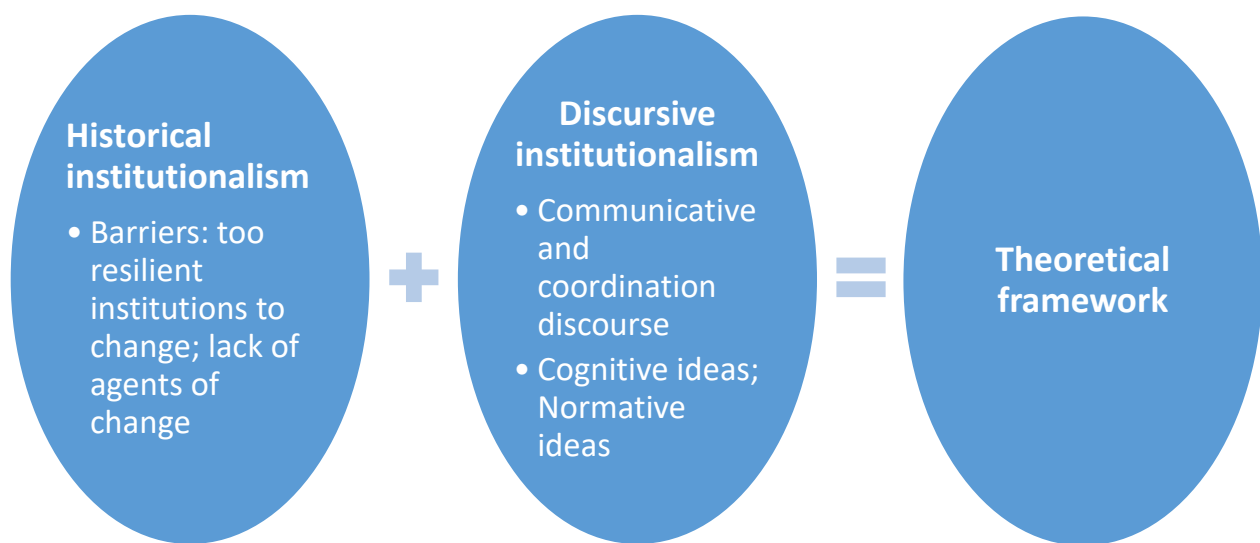 Historical
institutionalism
• Barriers: too
resilient
institutions to
change; lack of
agents of
change
Discursive
institutionalism
• Communicative
and
coordination
discourse
• Cognitive ideas;
Normative
ideas
Theoretical
framework